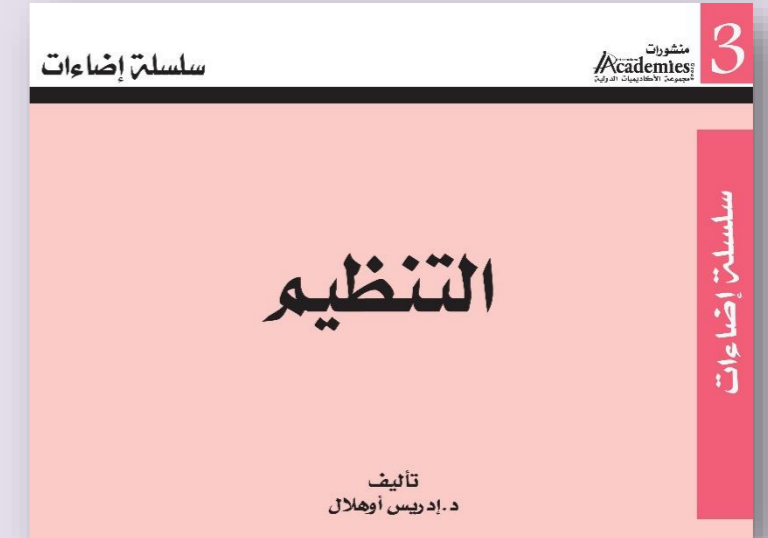 3
منشورات
Academies
مجموعة الأكاديميات الدولية
سلسلة إضاءات
سلسلة إضاءات
التنظيم
تأليف
د.إدريس أوهلال